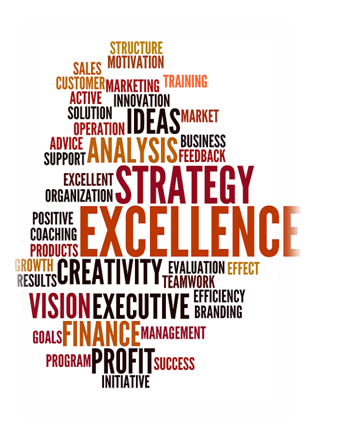 STRUCTURE
SALES MOTIVATION
CUSTOMER MARKETING TRAINING
ACTIVE INNOVATION
SOLUTION IDEAS MARKET
OPERATION
ADVICE ANALYSIS BUSINESS
SUPPORT FEEDBACK
EXCELLENT STRATEGY
ORGANIZATION
POSITIVE EXCELLENCE
COACHING
PRODUCTS
GROWTH CREATIVITY EVALUATION EFFECT
RESULTS TEAMWORK
VISION EXECUTIVE EFFICIENCY
BRANDING
GOALS FINANCE MANAGEMENT
PROGRAM PROFIT SUCCESS
INITIATIVE